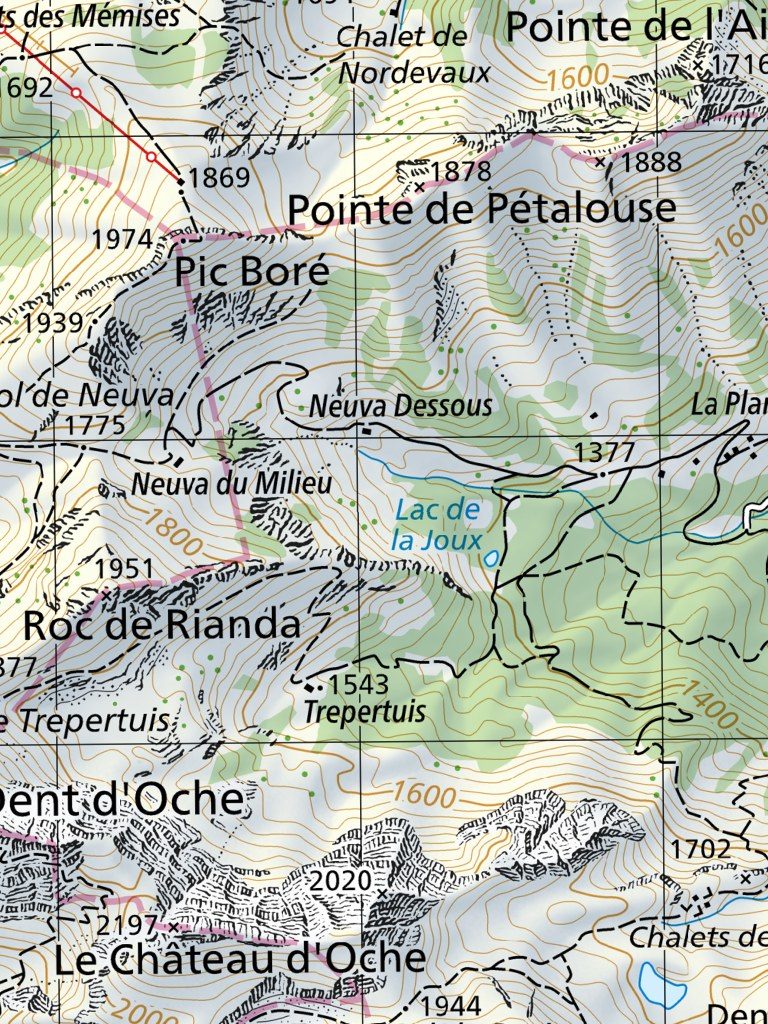 ts des Mémises
Chalet de
Nordevaux
Pointe de l'Ai
1716
1600
1692
1869
1878
1888
Pointe de Pétalouse
1974
1600
Pic Boré
1939
ol de Neuva
1775
Neuva Dessous
La Plan
1377
Neuva du Milieu
Lac de
la Joux
1800
1951
Roc de Rianda
877
1543
Trepertuis
1400
e Trepertuis
Dent d'Oche
1600
1702
2020
2197
Le Château d'Oche
Chalets de
2000
1944
Den